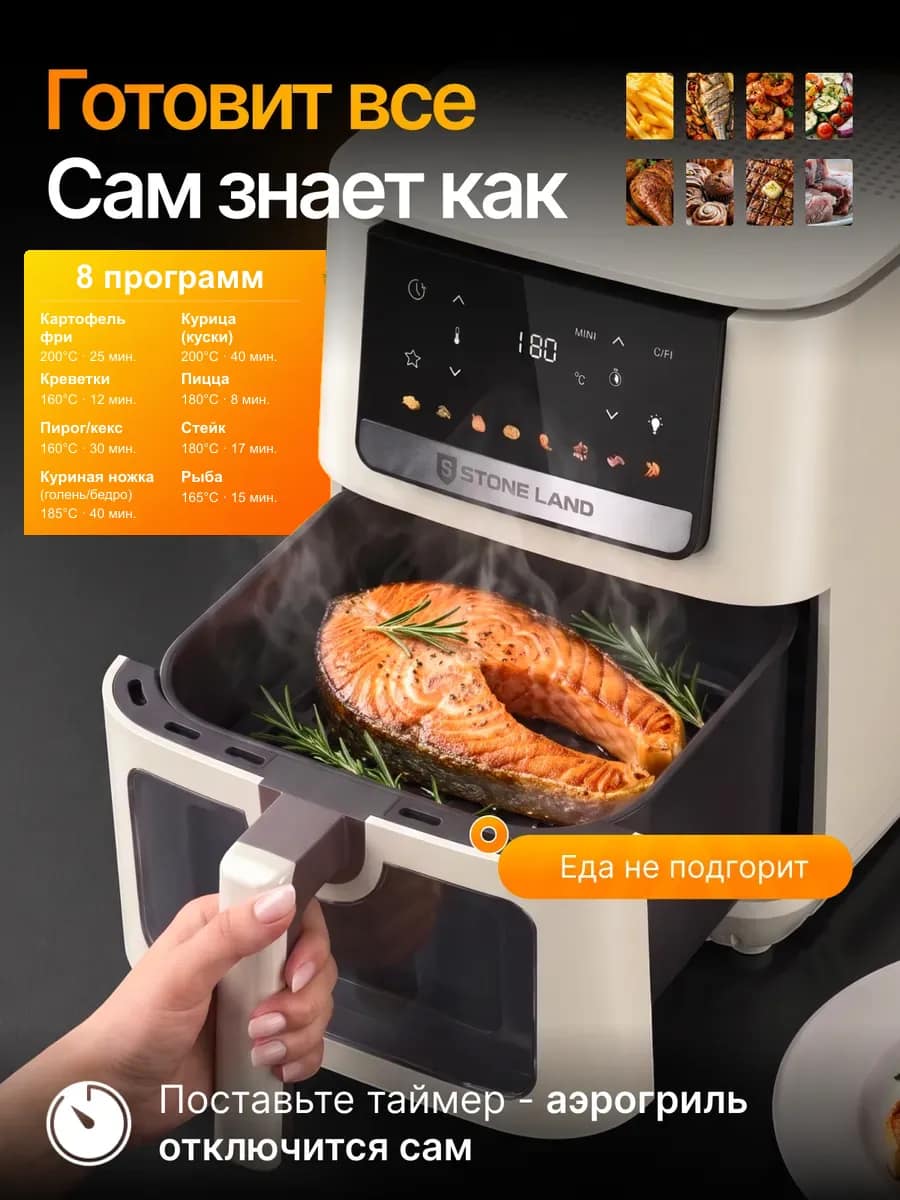 Готовит все
Сам знает как
8 программ
Картофель фри
200°C · 25 мин.
Курица (куски)
200°C · 40 мин.
Креветки
160°C · 12 мин.
Пицца
180°C · 8 мин.
Пирог/кекс
160°C · 30 мин.
Стейк
180°C · 17 мин.
Куриная ножка
(голень/бедро)
185°C · 40 мин.
Рыба
165°C · 15 мин.
MINI
180
°C
C/FI
S STONE LAND
Еда не подгорит
Поставьте таймер - аэрогриль
отключится сам